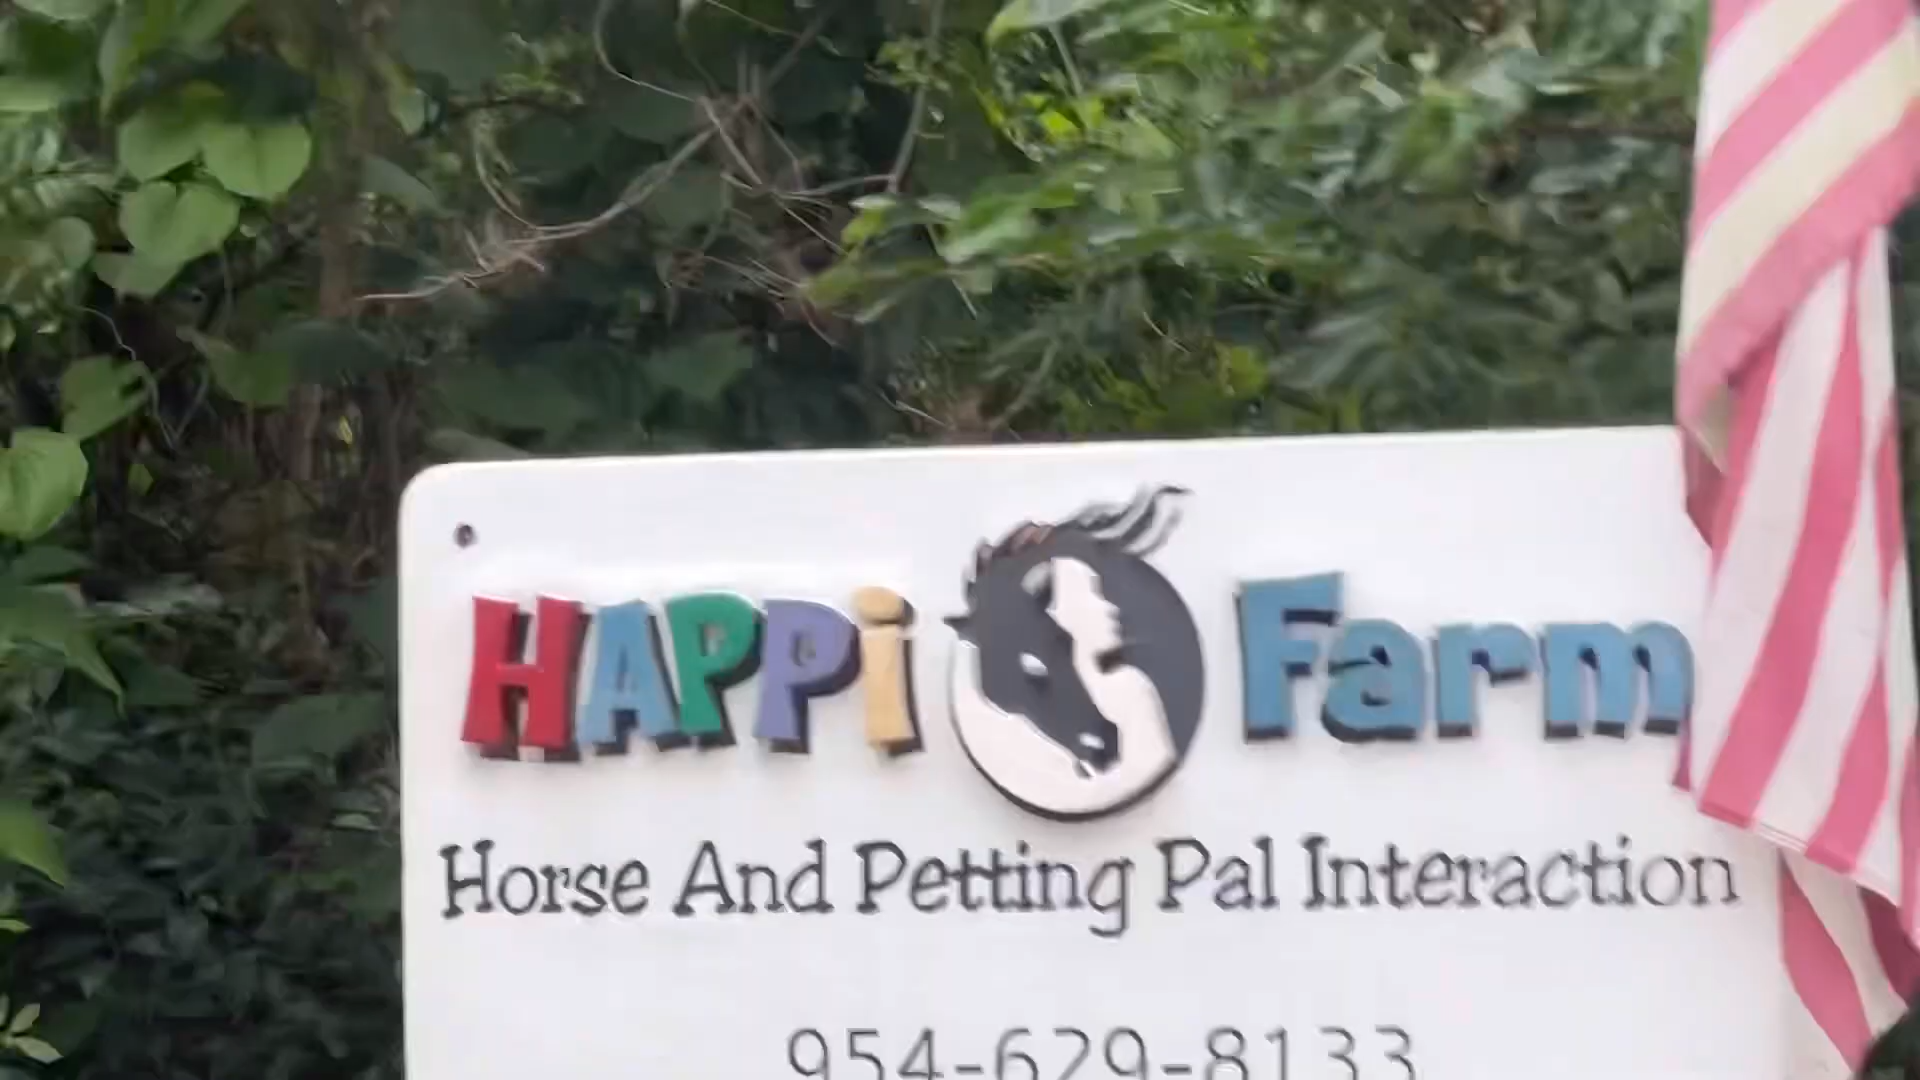 HAPPi Farm
Horse And Petting Pal Interaction
954-629-8133